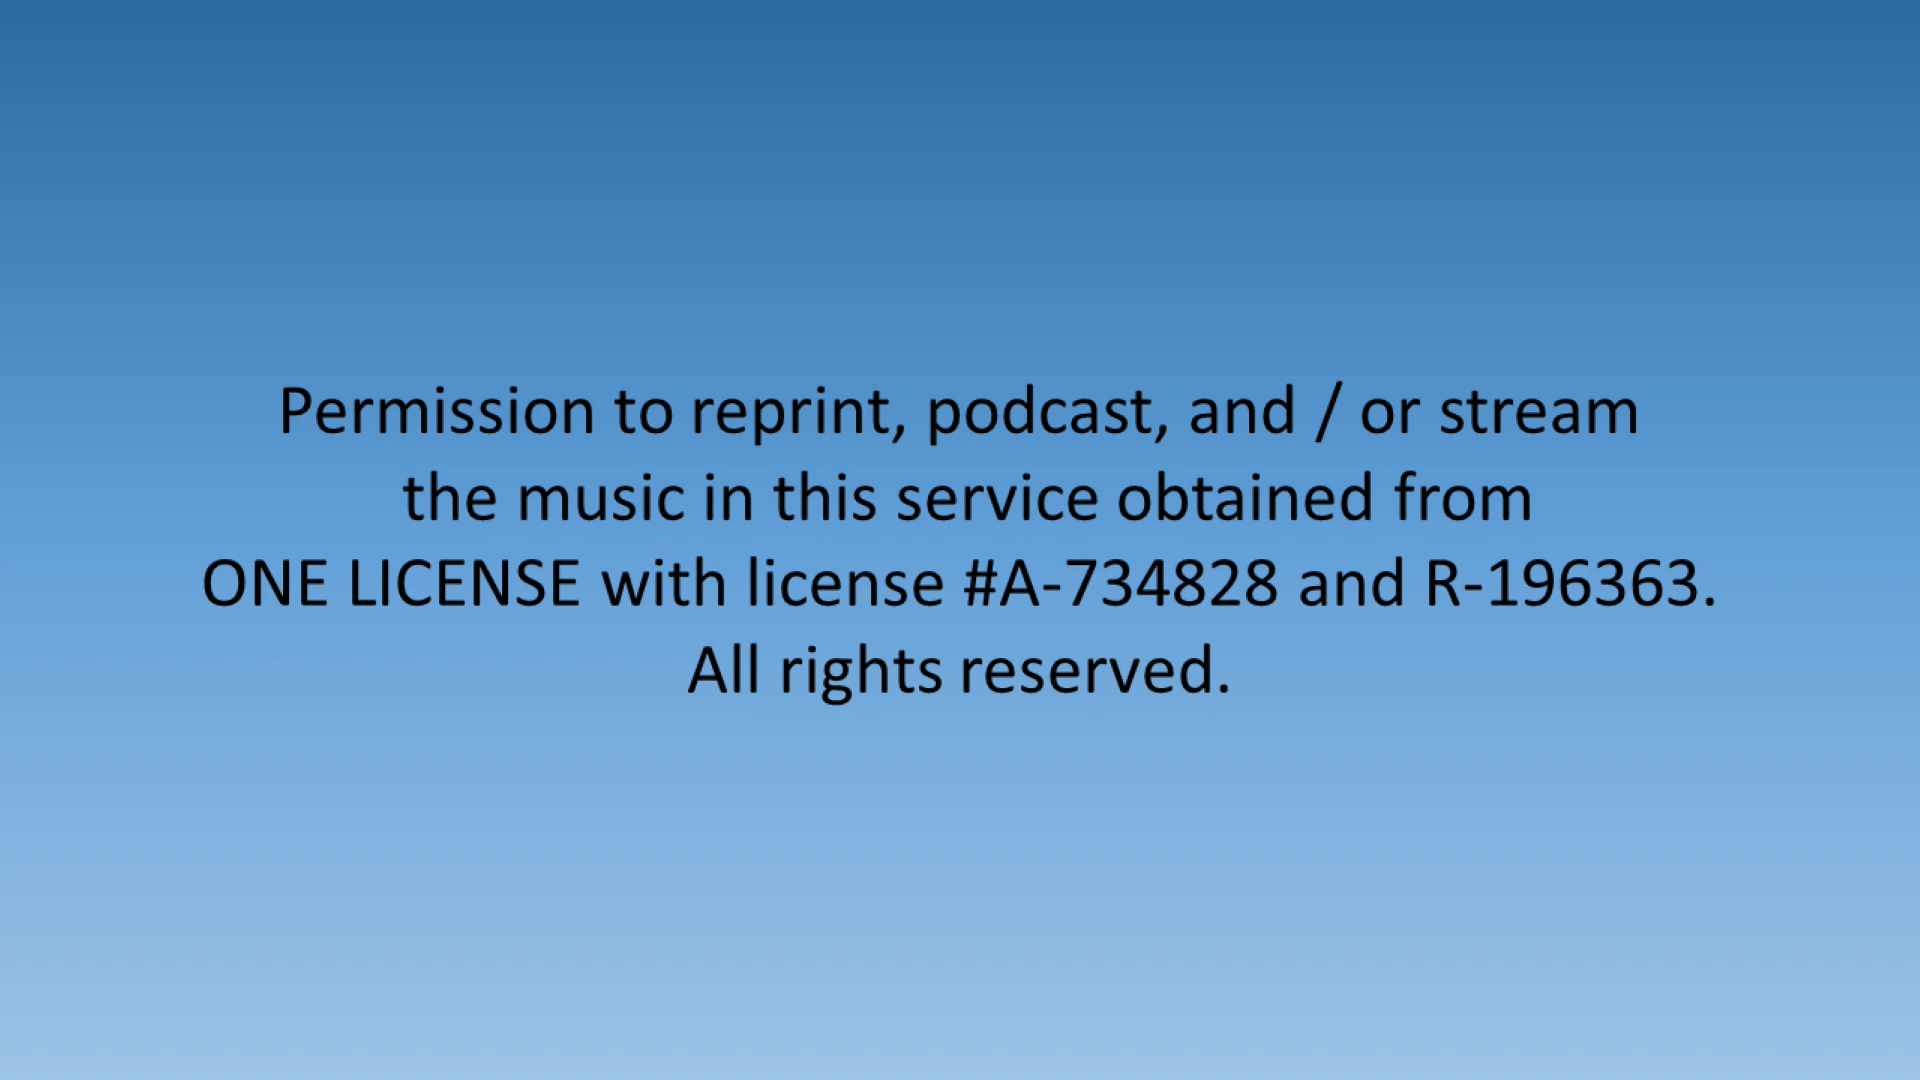 Permission to reprint, podcast, and / or stream
the music in this service obtained from
ONE LICENSE with license #A-734828 and R-196363.
All rights reserved.